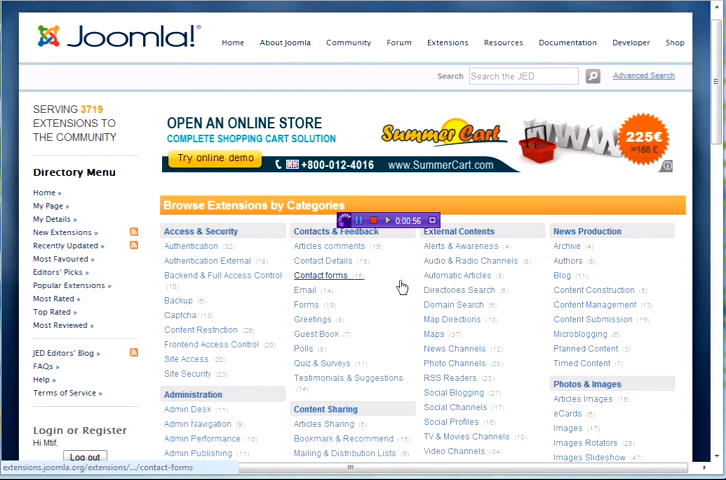 Joomla!®
Home About Joomla Community Forum Extensions Resources Documentation Developer Shop
Search Search the JED Advanced Search
SERVING 3719
EXTENSIONS TO
THE COMMUNITY
Directory Menu
Home »
My Page »
My Details »
New Extensions »
Recently Updated »
Most Favoured »
Editors' Picks »
Popular Extensions »
Most Rated »
Top Rated »
Most Reviewed »
JED Editors' Blog »
FAQs »
Help »
Terms of Service »
Login or Register
Hi Mtif,
Log out
OPEN AN ONLINE STORE
COMPLETE SHOPPING CART SOLUTION
Try online demo
+800-012-4016 www.SummerCart.com
Summer Cart
WWW
225€
≈188 £
Browse Extensions by Categories
0:00:56
Access & Security
Authentication (32)
Authentication External (18)
Backend & Full Access Control
(10)
Backup (6)
Captcha (13)
Content Restriction (29)
Frontend Access Control (20)
Site Access (20)
Site Security (23)
Administration
Admin Desk (11)
Admin Navigation (9)
Admin Performance (10)
Admin Publishing (11)
Contacts & Feedback
Articles comments (19)
Contact Details (18)
Contact forms (16)
Email (14)
Forms (19)
Greetings (8)
Guest Book (7)
Polls (8)
Quiz & Surveys (11)
Testimonials & Suggestions
(14)
Content Sharing
Articles Sharing (6)
Bookmark & Recommend (15)
Mailing & Distribution Lists (9)
External Contents
Alerts & Awareness (4)
Audio & Radio Channels (8)
Automatic Articles (8)
Directories Search (6)
Domain Search (6)
Map Directions (10)
Maps (37)
News Channels (12)
Photo Channels (26)
RSS Readers (23)
Social Blogging (27)
Social Channels (17)
Social Profiles (16)
TV & Movies Channels (10)
Video Channels (34)
News Production
Archive (4)
Authors (9)
Blog (11)
Content Construction (6)
Content Management (13)
Content Submission (19)
Microblogging (6)
Planned Content (3)
Timed Content (7)
Photos & Images
Articles Images (16)
eCards (6)
Images (17)
Images Rotators (28)
Images Slideshow (47)
extensions.joomla.org/extensions/.../contact-forms